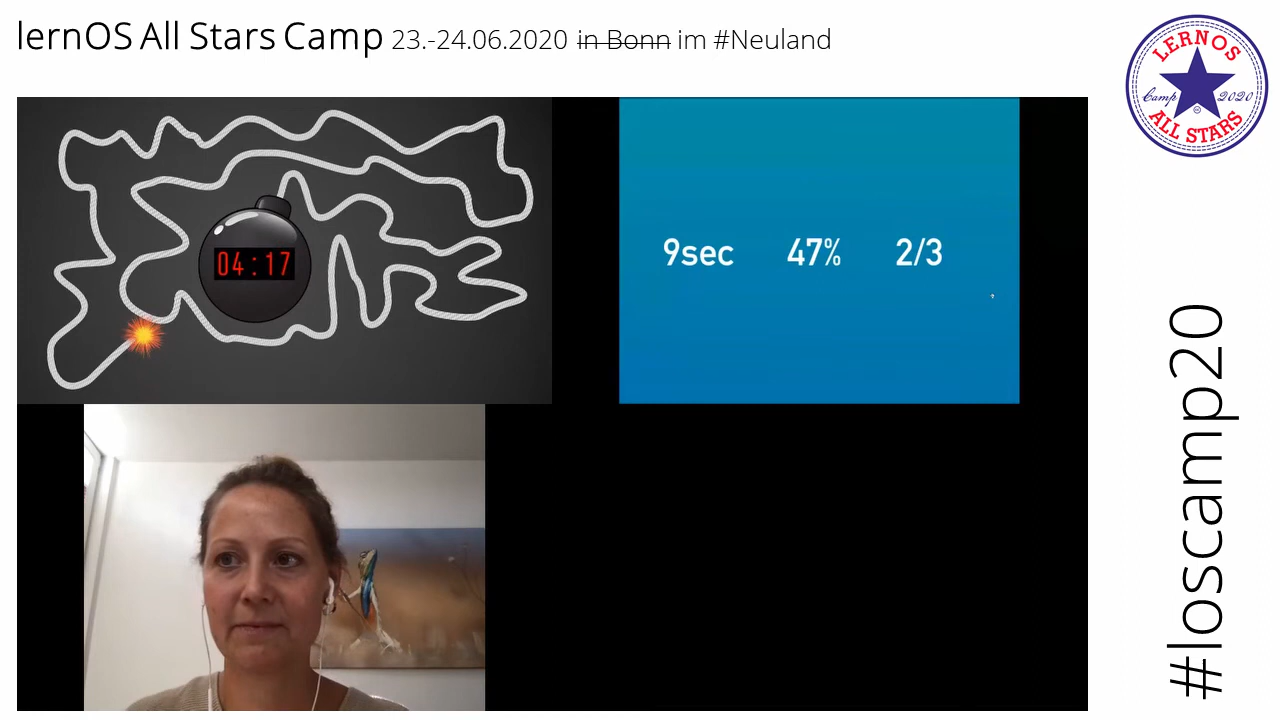 lernOS All Stars Camp 23.-24.06.2020 in Bonn im #Neuland
LERNOS
Camp 2020
ALL STARS
04:17
9sec 47% 2/3
#loscamp20